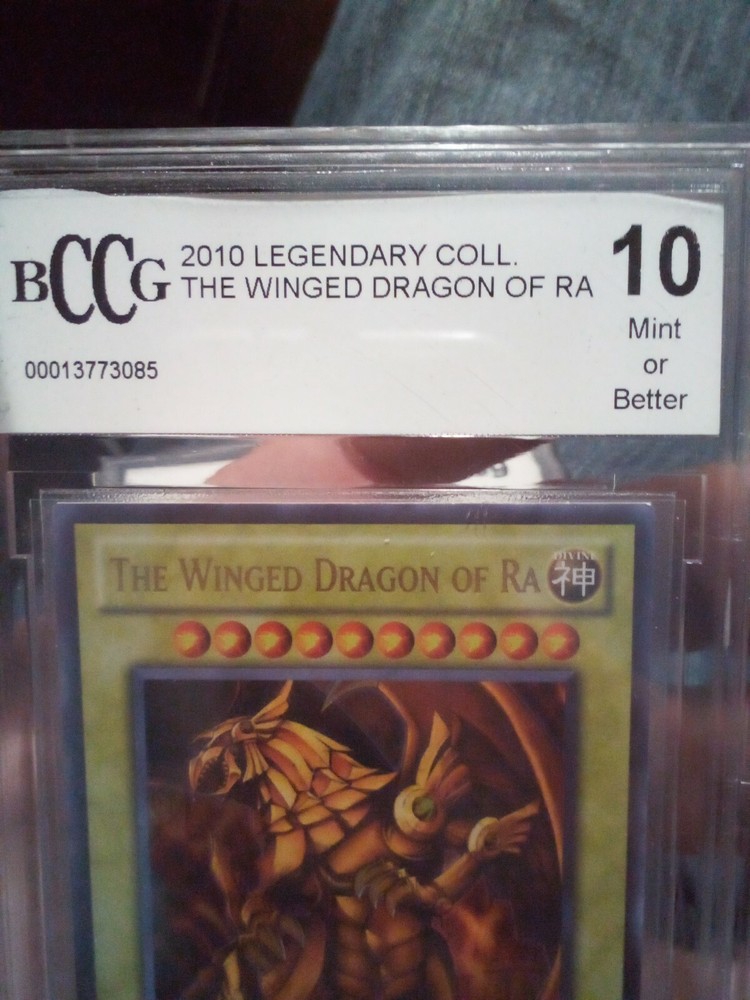 BCCG
2010 LEGENDARY COLL.
THE WINGED DRAGON OF RA
10
Mint
or
Better
00013773085
THE WINGED DRAGON OF RA
DIVINE
神